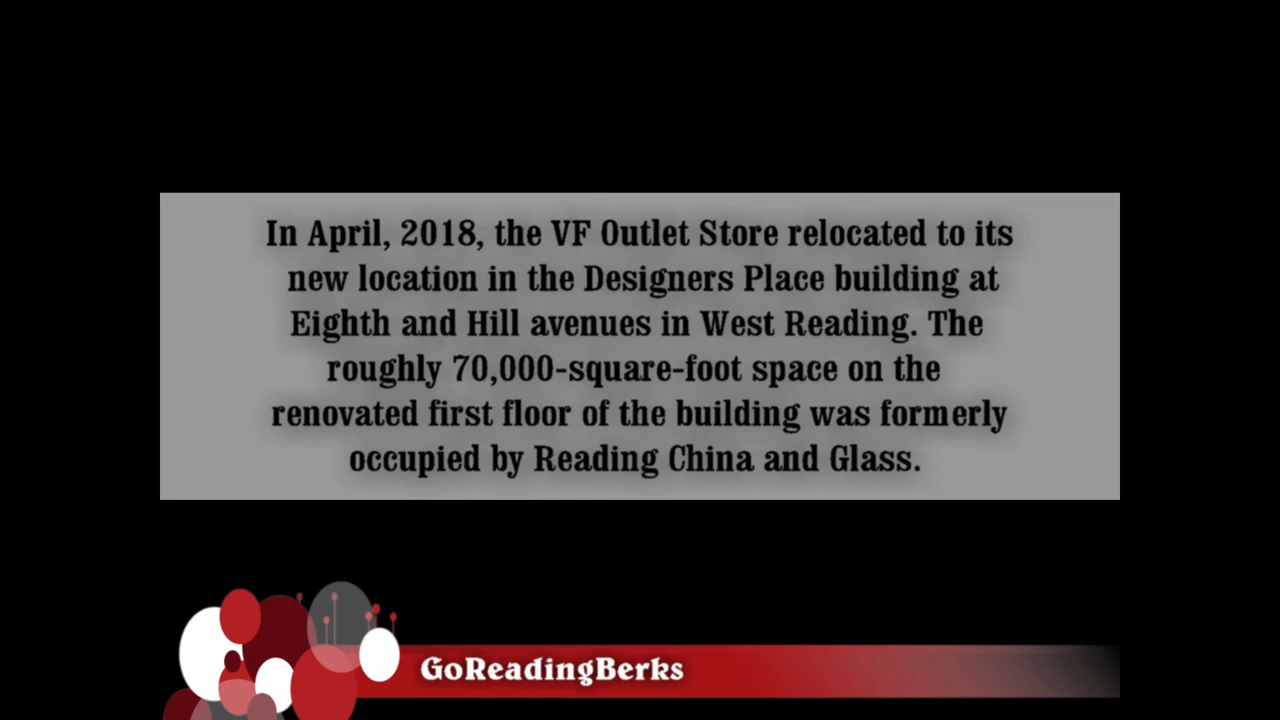 In April, 2018, the VF Outlet Store relocated to its
new location in the Designers Place building at
Eighth and Hill avenues in West Reading. The
roughly 70,000-square-foot space on the
renovated first floor of the building was formerly
occupied by Reading China and Glass.
GoReadingBerks